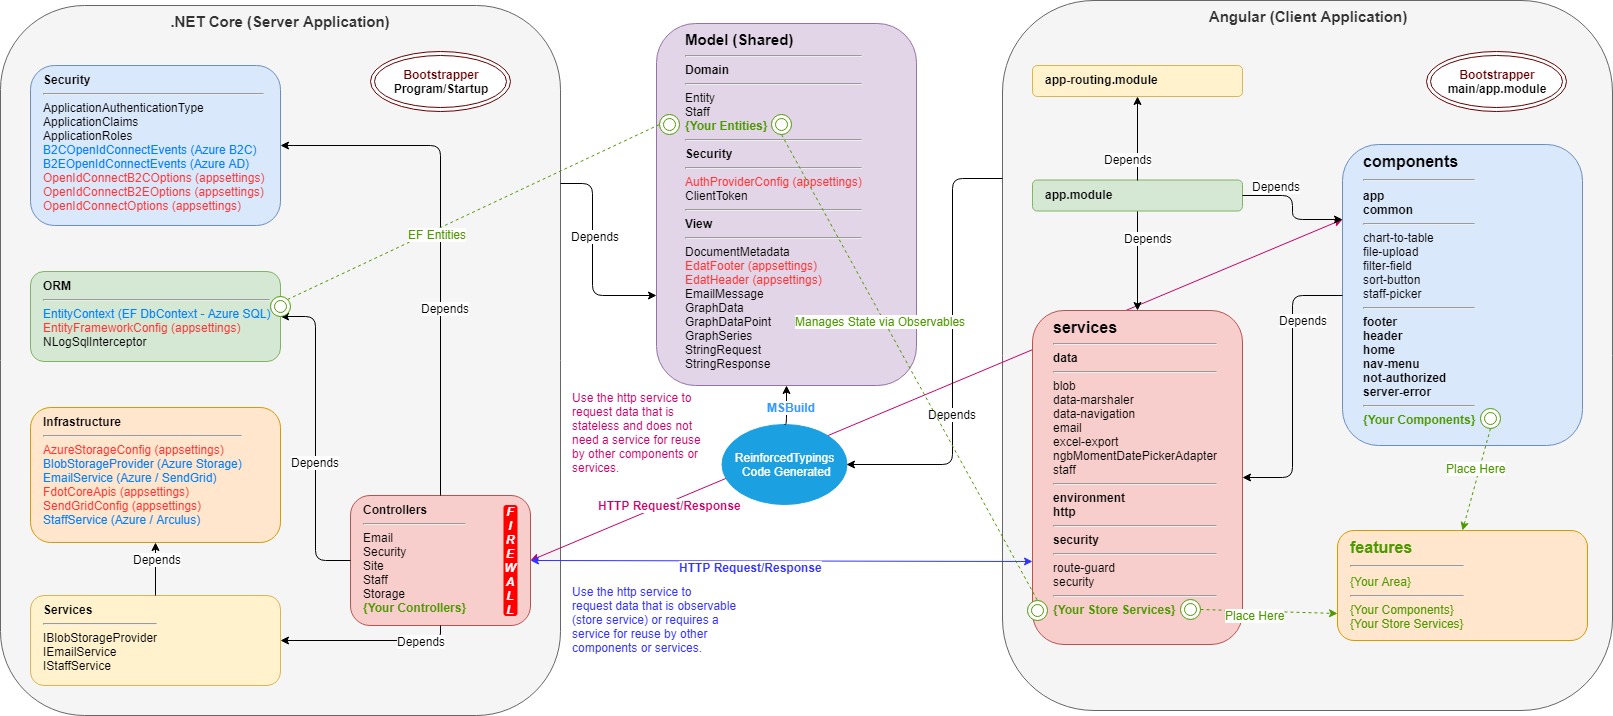 .NET Core (Server Application)
Bootstrapper
Program/Startup
Security
ApplicationAuthenticationType
ApplicationClaims
ApplicationRoles
B2COpenIdConnectEvents (Azure B2C)
B2EOpenIdConnectEvents (Azure AD)
OpenIdConnectB2COptions (appsettings)
OpenIdConnectB2EOptions (appsettings)
OpenIdConnectOptions (appsettings)
ORM
EntityContext (EF DbContext - Azure SQL)
EntityFrameworkConfig (appsettings)
NLogSqlInterceptor
Infrastructure
AzureStorageConfig (appsettings)
BlobStorageProvider (Azure Storage)
EmailService (Azure / SendGrid)
FdotCoreApis (appsettings)
SendGridConfig (appsettings)
StaffService (Azure / Arculus)
Depends
Services
IBlobStorageProvider
IEmailService
IStaffService
EF Entities
Depends
Depends
Controllers
Email
Security
Site
Staff
Storage
{Your Controllers}
FIREWALL
Depends
Depends
Model (Shared)
Domain
Entity
Staff
{Your Entities}
Security
AuthProviderConfig (appsettings)
ClientToken
View
DocumentMetadata
EdatFooter (appsettings)
EdatHeader (appsettings)
EmailMessage
GraphData
GraphDataPoint
GraphSeries
StringRequest
StringResponse
Manages State via Observables
MSBuild
ReinforcedTypings
Code Generated
Depends
Use the http service to
request data that is
stateless and does not
need a service for reuse
by other components or
services.
HTTP Request/Response
HTTP Request/Response
Use the http service to
request data that is observable
(store service) or requires a
service for reuse by other
components or services.
Angular (Client Application)
Bootstrapper
main/app.module
app-routing.module
Depends
app.module
Depends
Depends
services
data
blob
data-marshaler
data-navigation
email
excel-export
ngbMomentDatePickerAdapter
staff
environment
http
security
route-guard
security
{Your Store Services}
Depends
components
app
common
chart-to-table
file-upload
filter-field
sort-button
staff-picker
footer
header
home
nav-menu
not-authorized
server-error
{Your Components}
Place Here
Place Here
features
{Your Area}
{Your Components}
{Your Store Services}